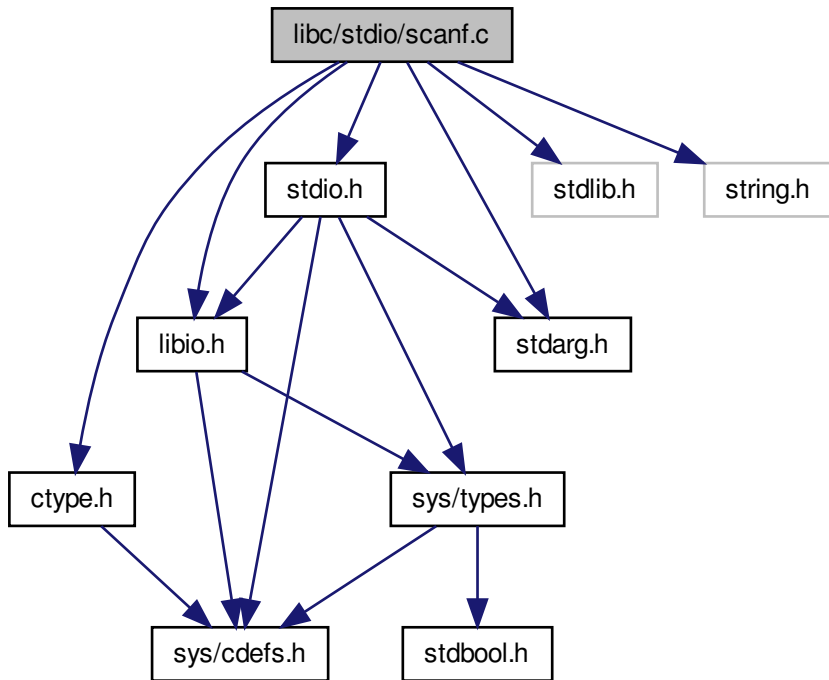 libc/stdio/scanf.c
stdio.h
stdlib.h
string.h
libio.h
stdarg.h
ctype.h
sys/types.h
sys/cdefs.h
stdbool.h